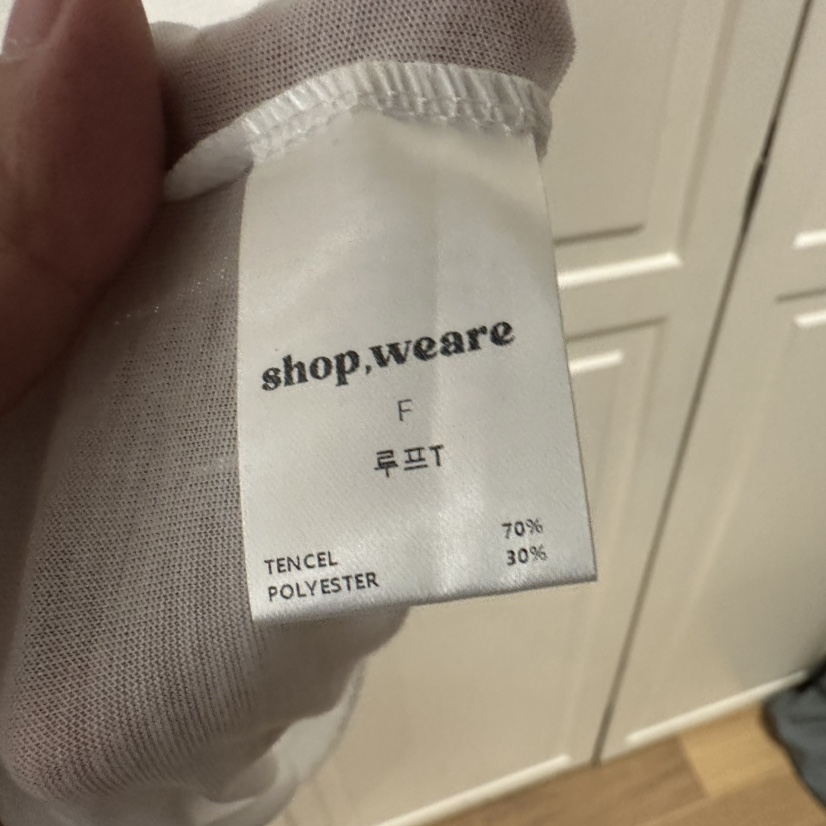 shop,weare
F
루프T
TENCEL 70%
POLYESTER 30%